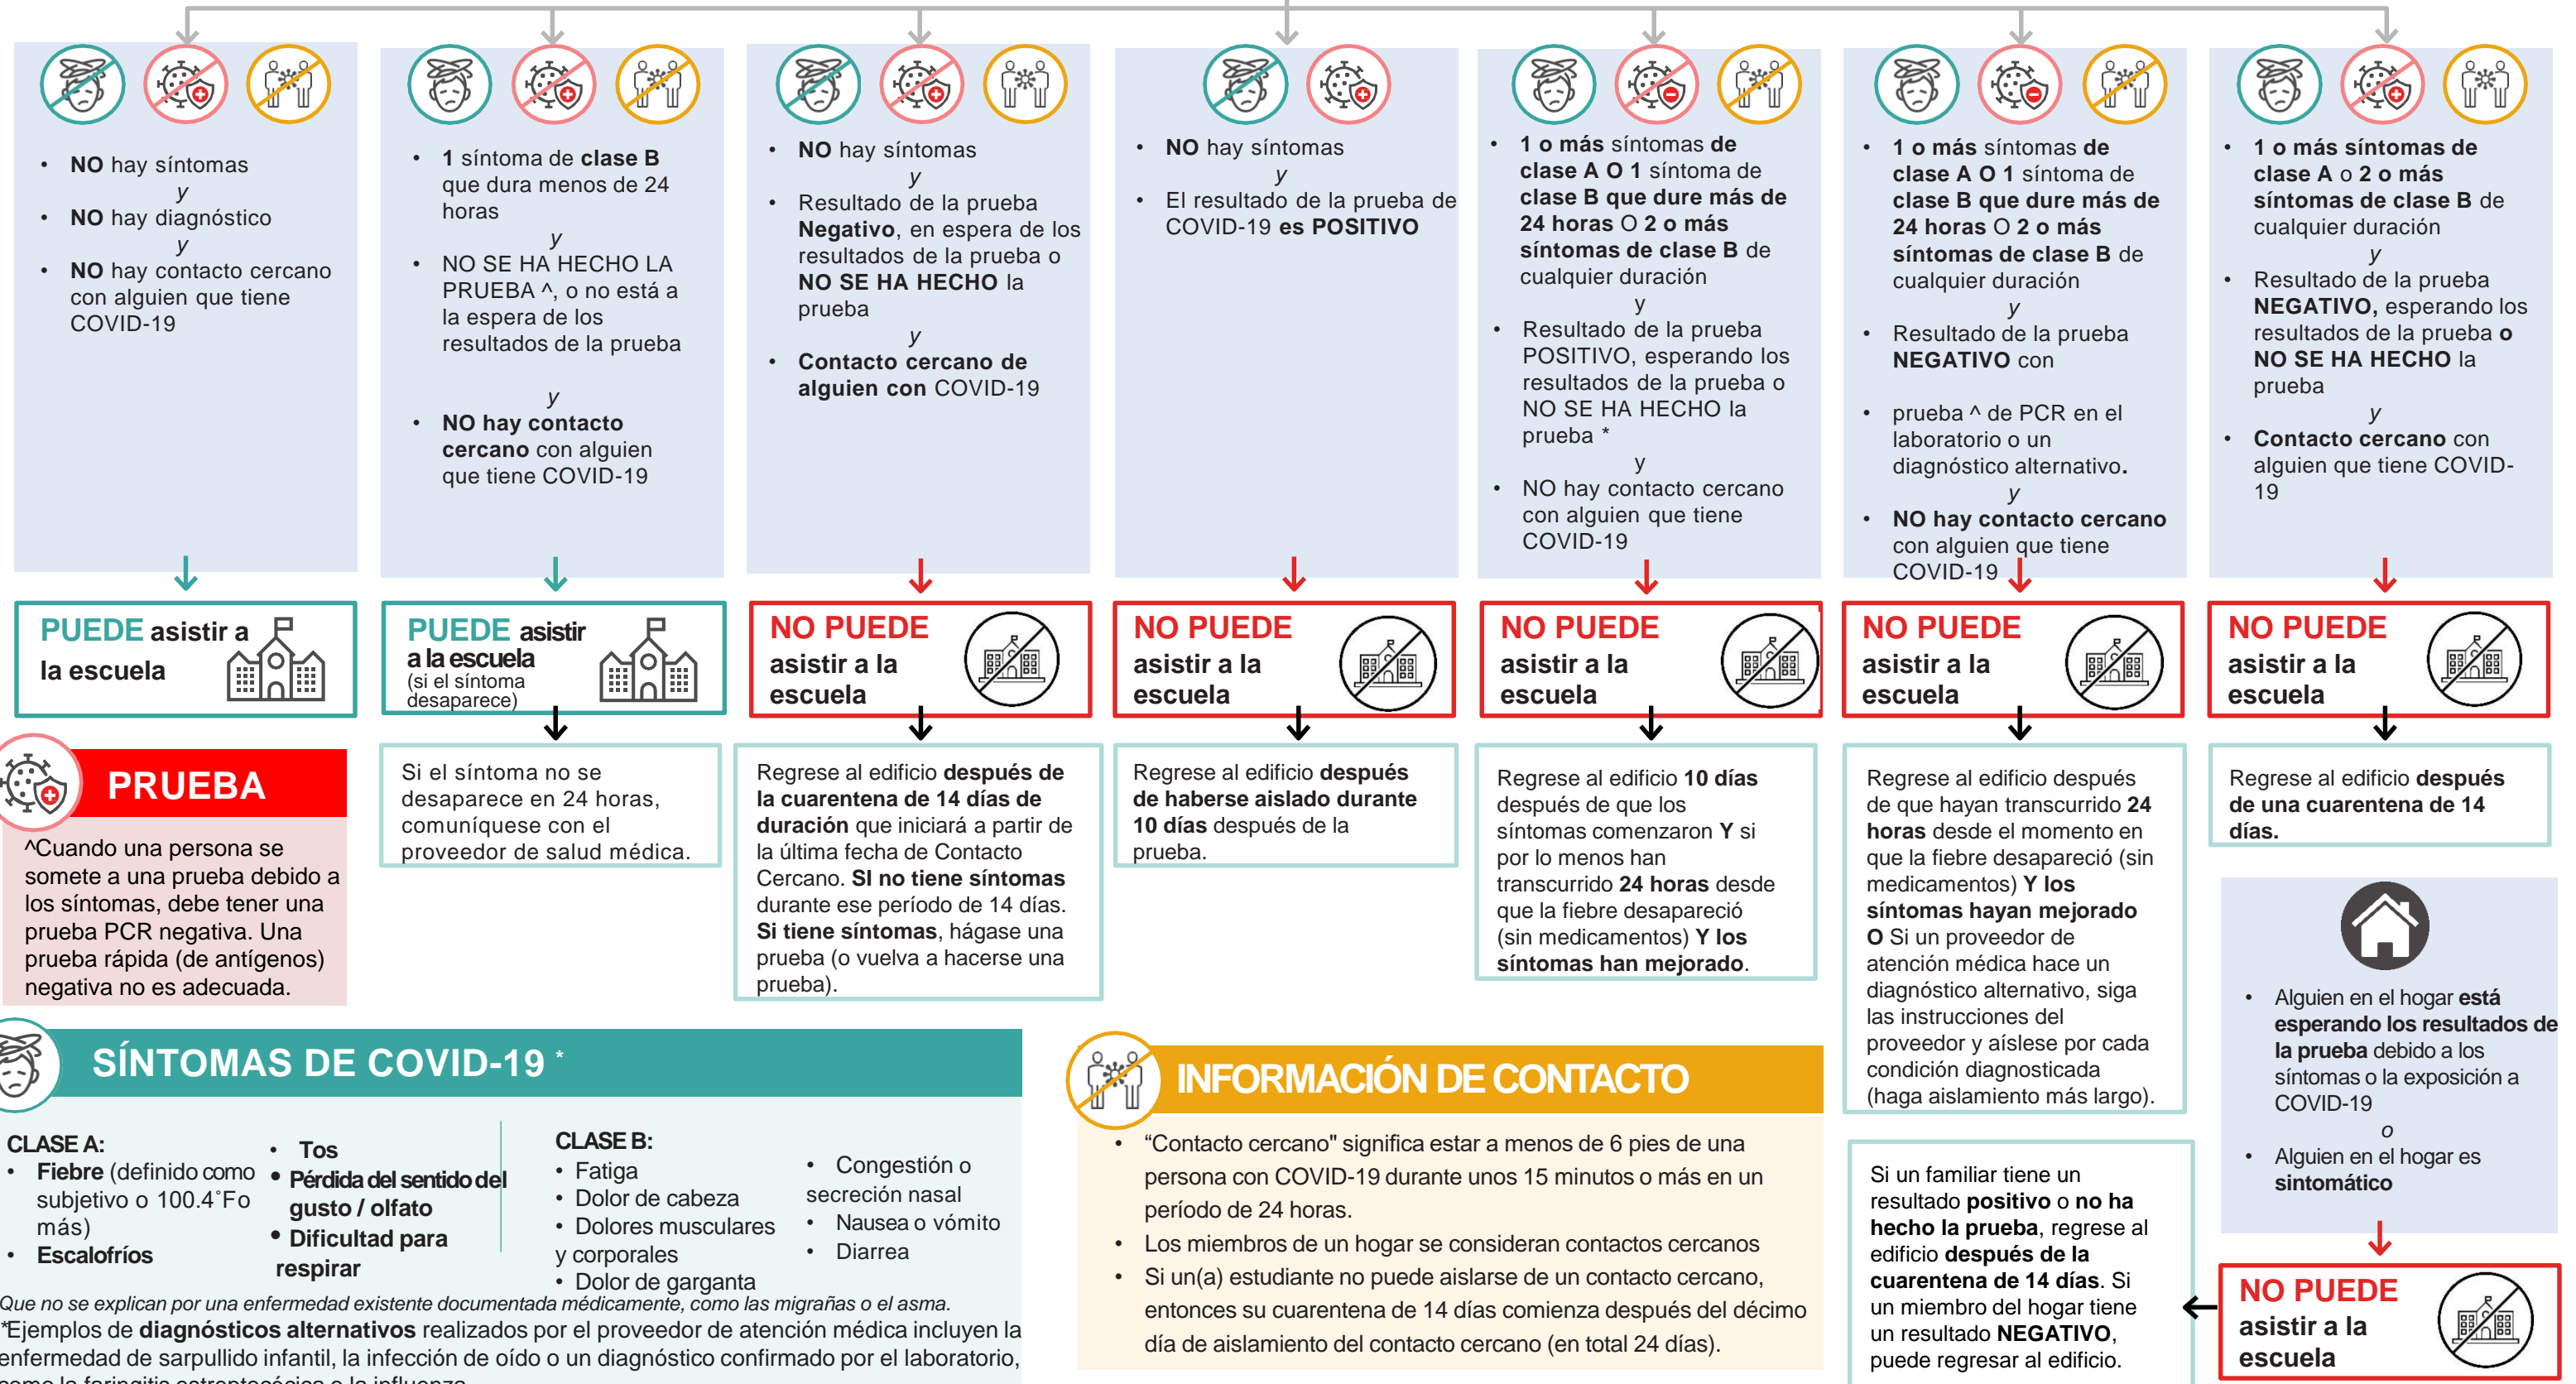 • NO hay síntomas
y
• NO hay diagnóstico
y
• NO hay contacto cercano
con alguien que tiene
COVID-19
PUEDE asistir a
la escuela
• 1 síntoma de clase B
que dura menos de 24
horas
y
• NO SE HA HECHO LA
PRUEBA ^, o no está a
la espera de los
resultados de la prueba
y
• NO hay contacto
cercano con alguien
que tiene COVID-19
PUEDE asistir
a la escuela
(si el síntoma
desaparece)
Si el síntoma no se
desaparece en 24 horas,
comuníquese con el
proveedor de salud médica.
• NO hay síntomas
y
• Resultado de la prueba
Negativo, en espera de los
resultados de la prueba o
NO SE HA HECHO la
prueba
y
• Contacto cercano de
alguien con COVID-19
NO PUEDE
asistir a la
escuela
Regrese al edificio después de
la cuarentena de 14 días de
duración que iniciará a partir de
la última fecha de Contacto
Cercano. SI no tiene síntomas
durante ese período de 14 días.
Si tiene síntomas, hágase una
prueba (o vuelva a hacerse una
prueba).
• NO hay síntomas
y
• El resultado de la prueba de
COVID-19 es POSITIVO
NO PUEDE
asistir a la
escuela
Regrese al edificio después
de haberse aislado durante
10 días después de la
prueba.
• 1 o más síntomas de
clase A O 1 síntoma de
clase B que dure más de
24 horas O 2 o más
síntomas de clase B de
cualquier duración
y
• Resultado de la prueba
POSITIVO, esperando los
resultados de la prueba o
NO SE HA HECHO la
prueba *
y
• NO hay contacto cercano
con alguien que tiene
COVID-19
NO PUEDE
asistir a la
escuela
Regrese al edificio 10 días
después de que los
síntomas comenzaron Y si
por lo menos han
transcurrido 24 horas desde
que la fiebre desapareció
(sin medicamentos) Y los
síntomas han mejorado.
• 1 o más síntomas de
clase A O 1 síntoma de
clase B que dure más de
24 horas O 2 o más
síntomas de clase B de
cualquier duración
y
• Resultado de la prueba
NEGATIVO con
• prueba ^ de PCR en el
laboratorio o un
diagnóstico alternativo.
y
• NO hay contacto cercano
con alguien que tiene
COVID-19
NO PUEDE
asistir a la
escuela
Regrese al edificio después
de que hayan transcurrido 24
horas desde el momento en
que la fiebre desapareció (sin
medicamentos) Y los
síntomas hayan mejorado
O Si un proveedor de
atención médica hace un
diagnóstico alternativo, siga
las instrucciones del
proveedor y aíslese por cada
condición diagnosticada
(haga aislamiento más largo).
• 1 o más síntomas de
clase A o 2 o más
síntomas de clase B de
cualquier duración
y
• Resultado de la prueba
NEGATIVO, esperando los
resultados de la prueba o
NO SE HA HECHO la
prueba
y
• Contacto cercano con
alguien que tiene COVID-
19
NO PUEDE
asistir a la
escuela
Regrese al edificio después
de una cuarentena de 14
días.
• Alguien en el hogar está
esperando los resultados de
la prueba debido a los
síntomas o la exposición a
COVID-19
o
• Alguien en el hogar es
sintomático
NO PUEDE
asistir a la
escuela
Si un familiar tiene un
resultado positivo o no ha
hecho la prueba, regrese al
edificio después de la
cuarentena de 14 días. Si
un miembro del hogar tiene
un resultado NEGATIVO,
puede regresar al edificio.
PRUEBA
^Cuando una persona se
somete a una prueba debido a
los síntomas, debe tener una
prueba PCR negativa. Una
prueba rápida (de antígenos)
negativa no es adecuada.
SÍNTOMAS DE COVID-19 *
CLASE A:
• Fiebre (definido como
subjetivo o 100.4˚F o
más)
• Escalofríos
• Tos
• Pérdida del sentido del
gusto / olfato
• Dificultad para
respirar
CLASE B:
• Fatiga
• Dolor de cabeza
• Dolores musculares
y corporales
• Dolor de garganta
• Congestión o
secreción nasal
• Nausea o vómito
• Diarrea
Que no se explican por una enfermedad existente documentada médicamente, como las migrañas o el asma.
*Ejemplos de diagnósticos alternativos realizados por el proveedor de atención médica incluyen la
enfermedad de sarpullido infantil, la infección de oído o un diagnóstico confirmado por el laboratorio,
como la faringitis estreptocócica o la influenza
INFORMACIÓN DE CONTACTO
• “Contacto cercano" significa estar a menos de 6 pies de una
persona con COVID-19 durante unos 15 minutos o más en un
período de 24 horas.
• Los miembros de un hogar se consideran contactos cercanos
• Si un(a) estudiante no puede aislarse de un contacto cercano,
entonces su cuarentena de 14 días comienza después del décimo
día de aislamiento del contacto cercano (en total 24 días).